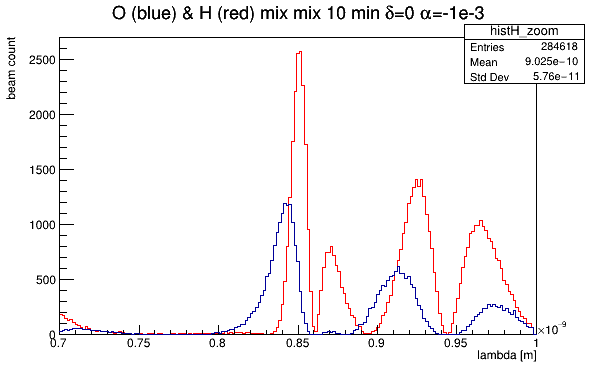 O (blue) & H (red) mix mix 10 min δ=0 α=-1e-3
histH_zoom
Entries 284618
Mean 9.025e-10
Std Dev 5.76e-11
beam count
2500
2000
1500
1000
500
0
0.7 0.75 0.8 0.85 0.9 0.95 1
×10⁻⁹
lambda [m]